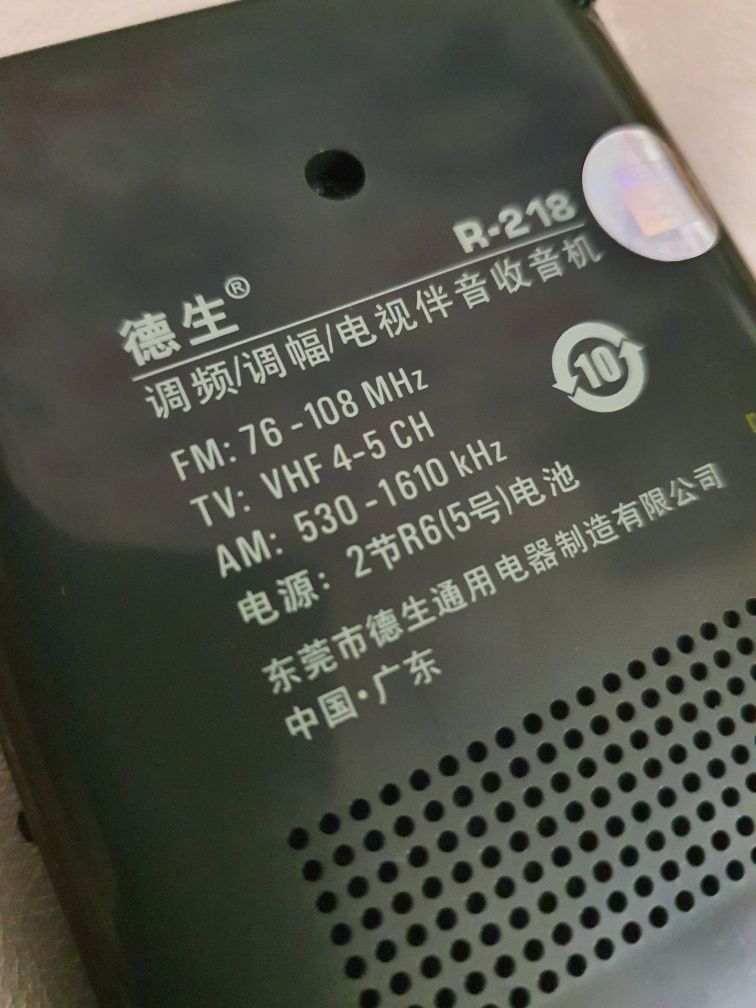 德生® R-218
调频/调幅/电视伴音收音机
FM: 76-108 MHz
TV: VHF 4-5 CH
AM: 530-1610 kHz
电源: 2节R6(5号)电池
东莞市德生通用电器制造有限公司
中国·广东
10